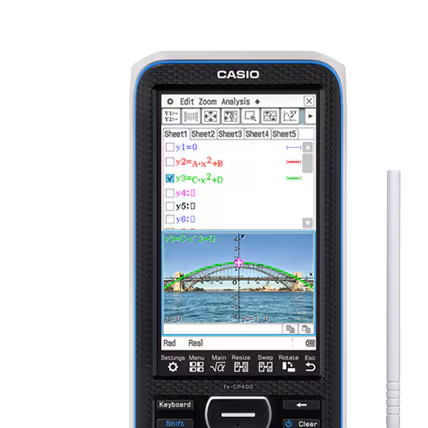 CASIO
Edit Zoom Analysis
Sheet1 Sheet2 Sheet3 Sheet4 Sheet5
y1=0
y2=A·x²+B
y3=C·x²+D
y4:
y5:
y6:
Rad Real
Settings Menu Main Resize Swap Rotate Esc
fx-CP400
Keyboard
Shift Clear